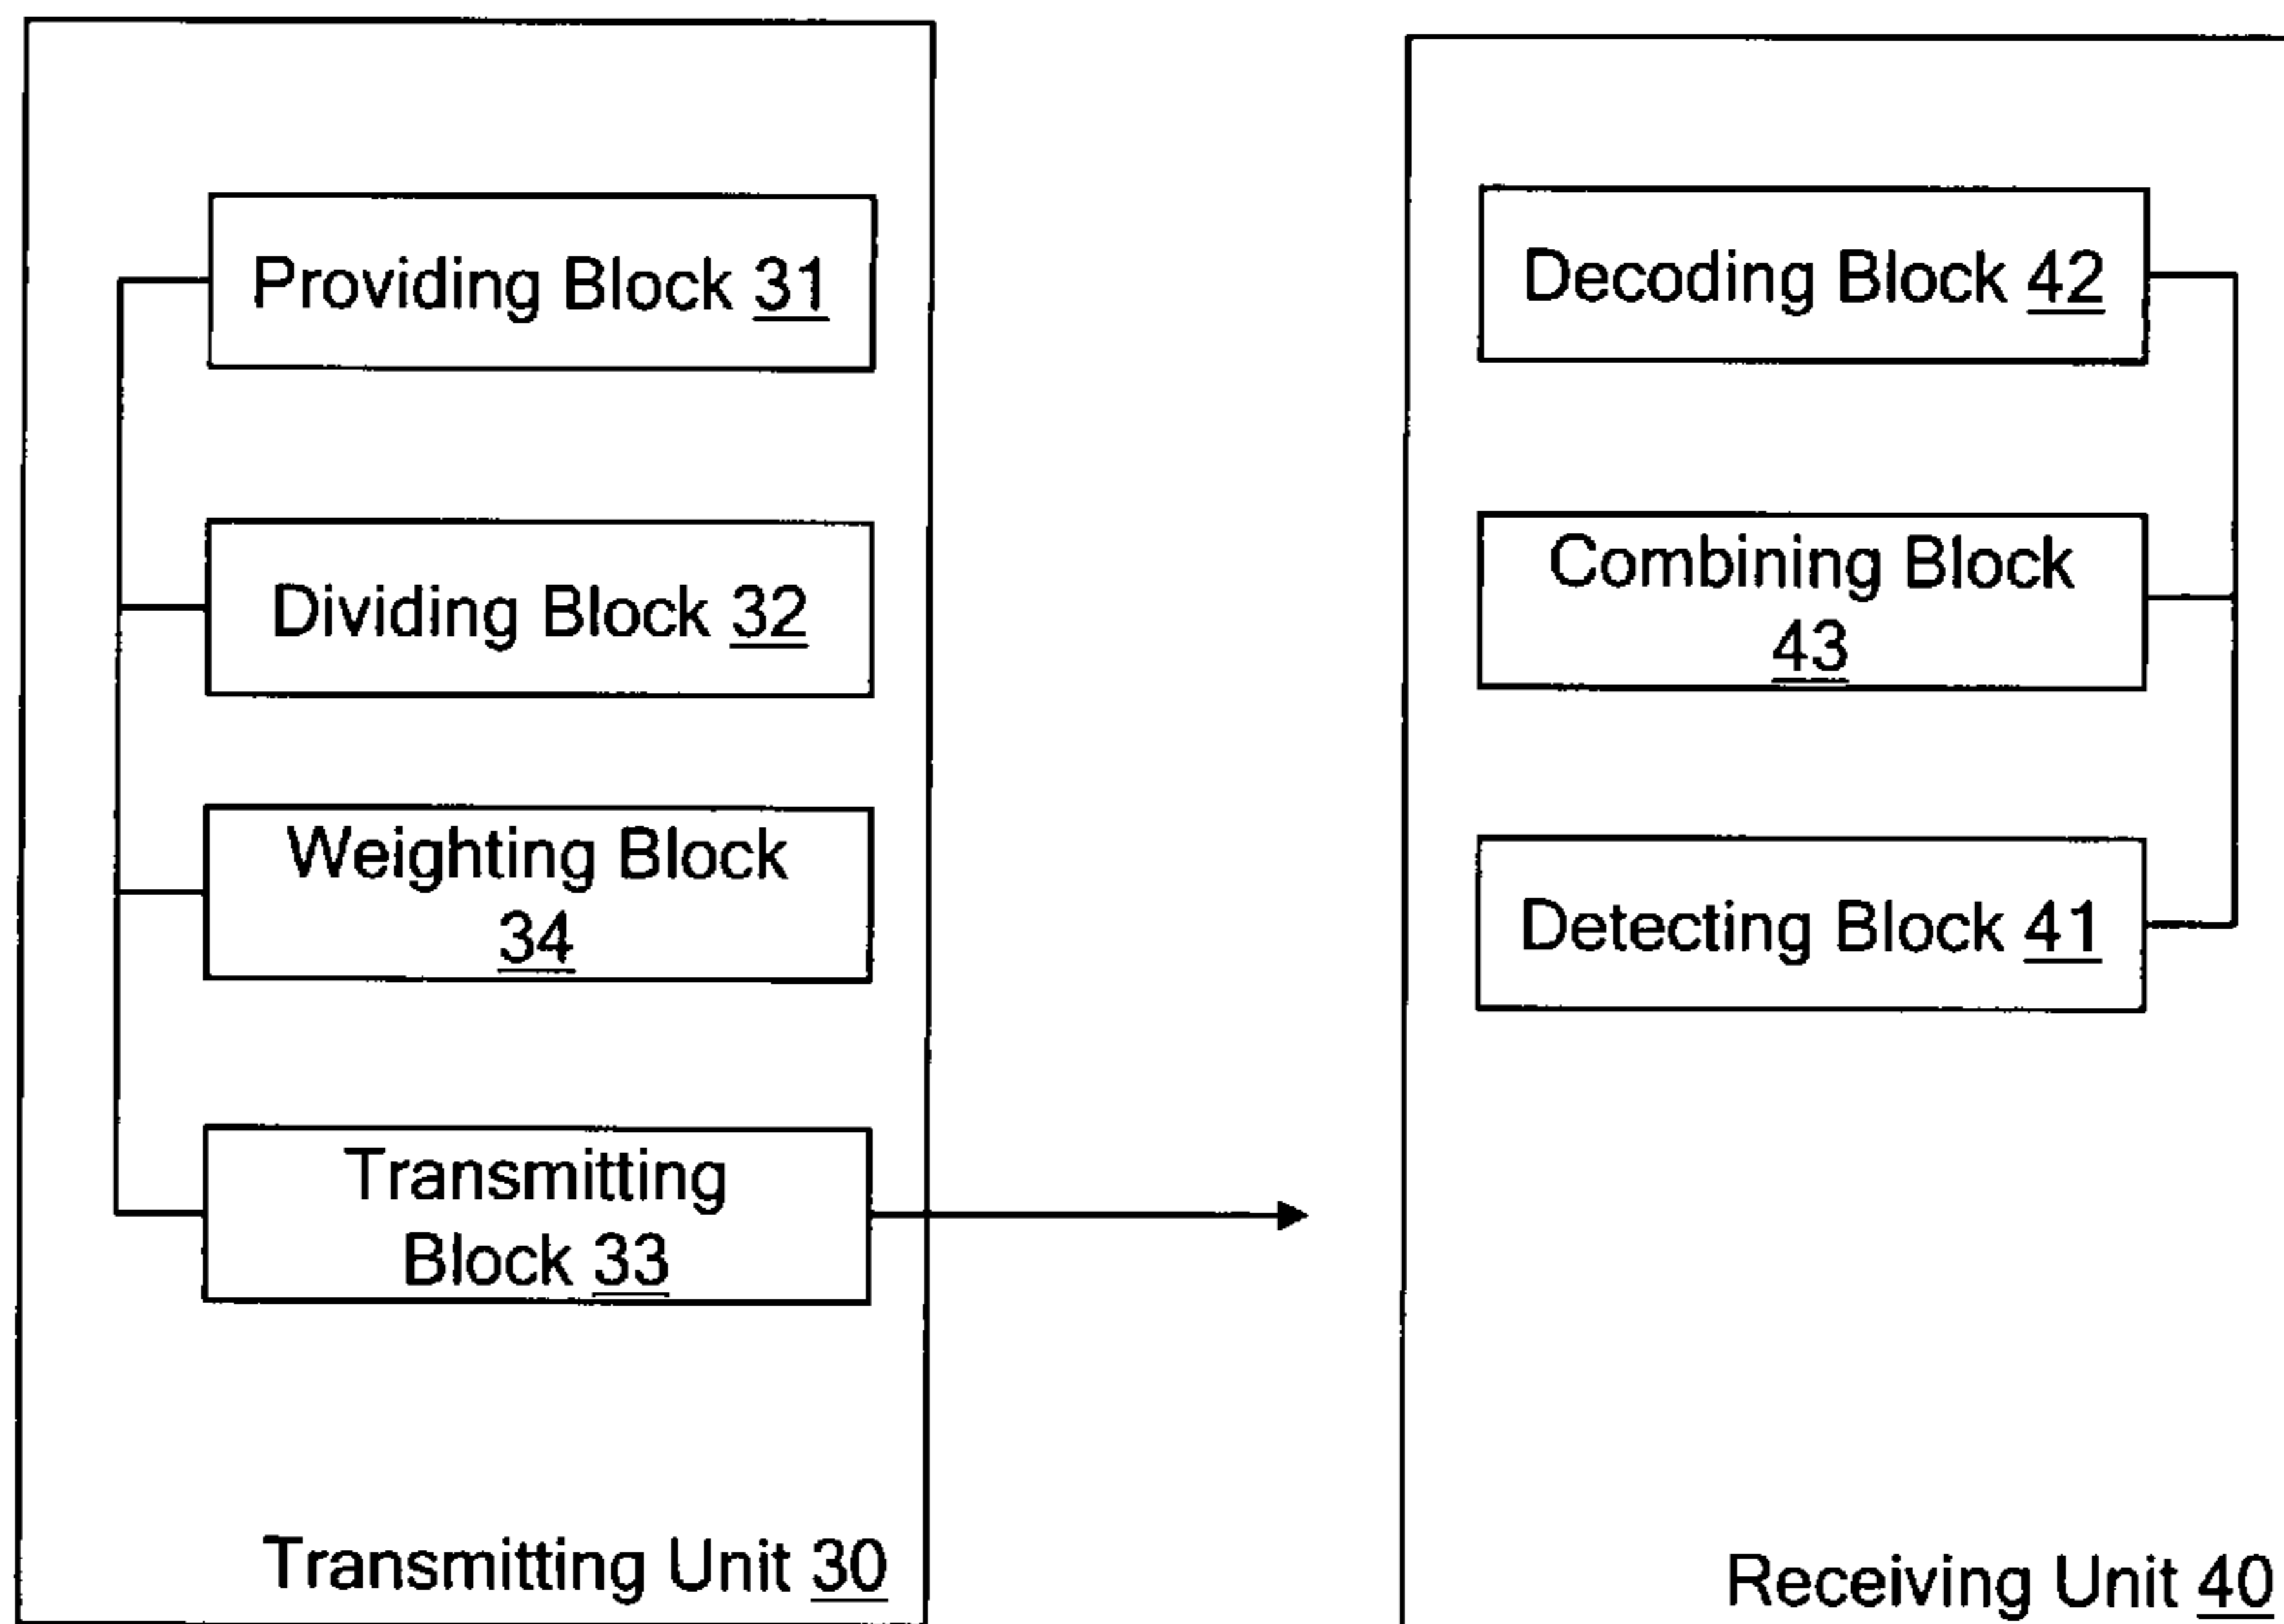 Providing Block 31
Dividing Block 32
Weighting Block
34
Transmitting
Block 33
Transmitting Unit 30
Decoding Block 42
Combining Block
43
Detecting Block 41
Receiving Unit 40